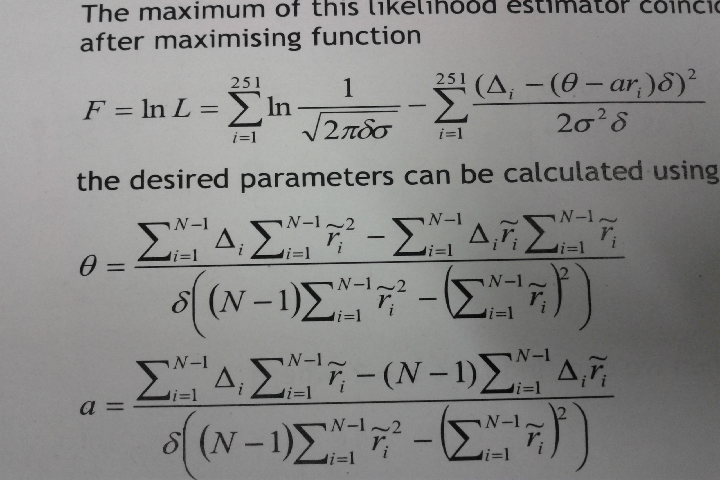 The maximum of this likelihood estimator
after maximising function
F = ln L = \sum_{i=1}^{251} \ln \frac{1}{\sqrt{2\pi\delta\sigma}} - \sum_{i=1}^{251} \frac{(\Delta_i - (\theta - ar_i)\delta)^2}{2\sigma^2\delta}
the desired parameters can be calculated using
\theta = \frac{\sum_{i=1}^{N-1} \Delta_i \sum_{i=1}^{N-1} \tilde{r}_i^2 - \sum_{i=1}^{N-1} \Delta_i \tilde{r}_i \sum_{i=1}^{N-1} \tilde{r}_i}{\delta\left((N-1)\sum_{i=1}^{N-1} \tilde{r}_i^2 - \left(\sum_{i=1}^{N-1} \tilde{r}_i\right)^2\right)}
a = \frac{\sum_{i=1}^{N-1} \Delta_i \sum_{i=1}^{N-1} \tilde{r}_i - (N-1)\sum_{i=1}^{N-1} \Delta_i \tilde{r}_i}{\delta\left((N-1)\sum_{i=1}^{N-1} \tilde{r}_i^2 - \left(\sum_{i=1}^{N-1} \tilde{r}_i\right)^2\right)}